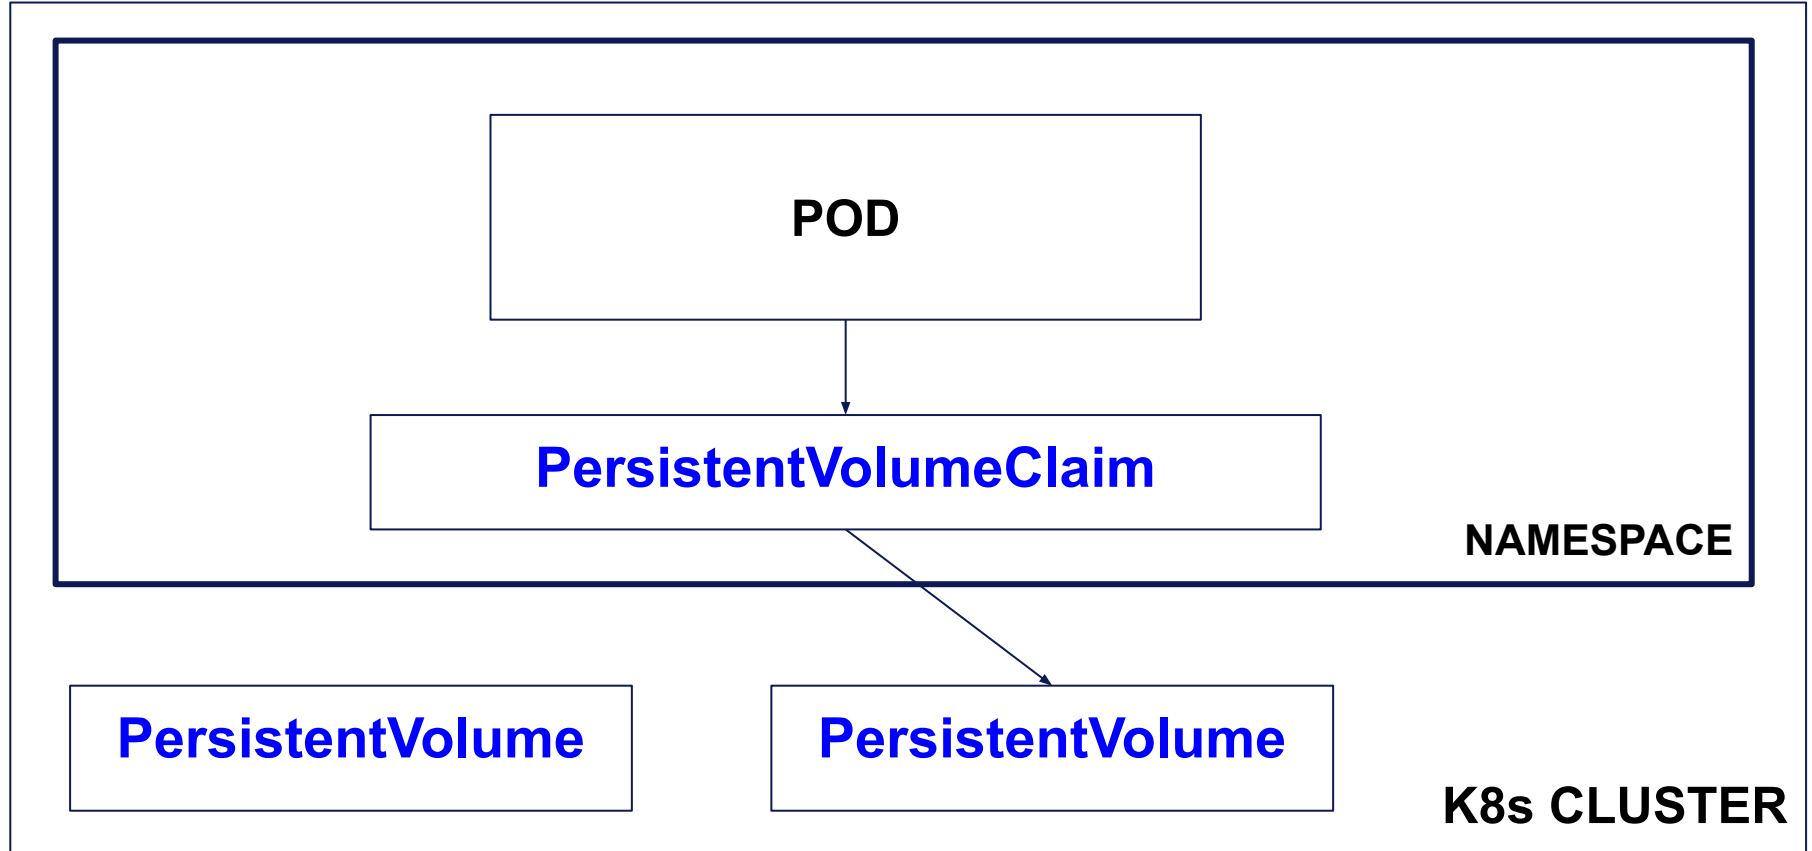 POD
PersistentVolumeClaim
NAMESPACE
PersistentVolume
PersistentVolume
K8s CLUSTER